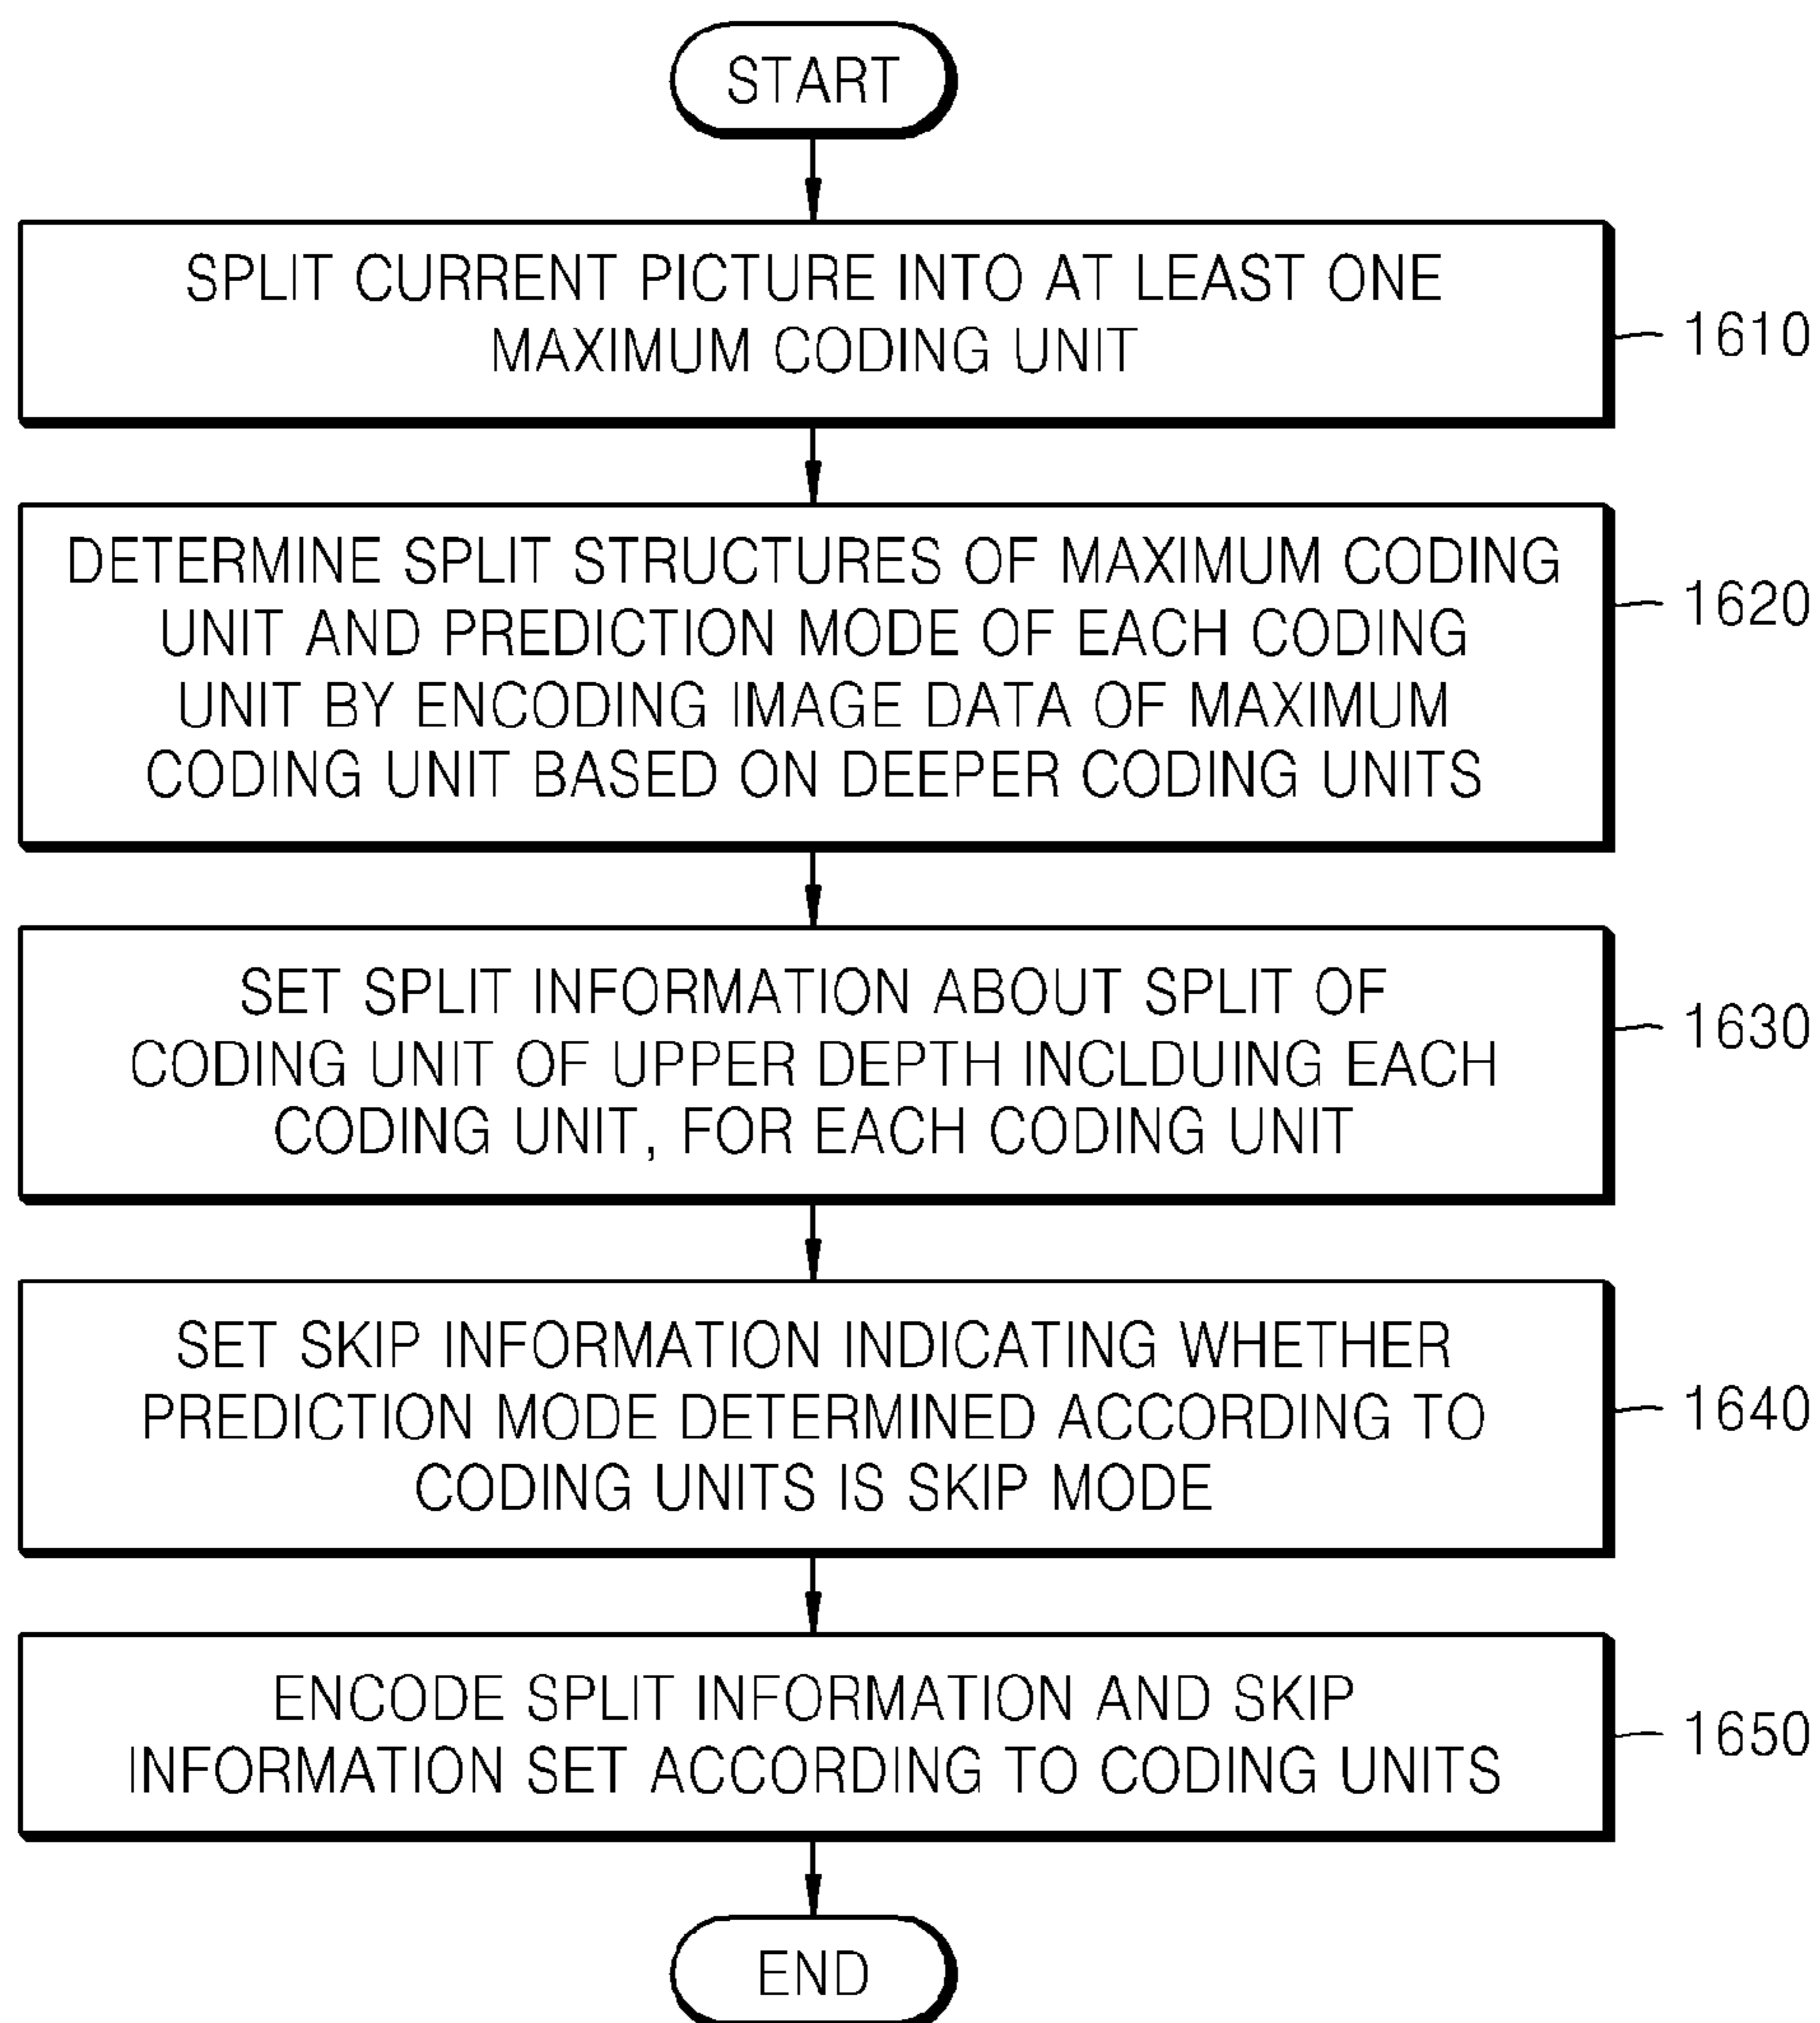 START
SPLIT CURRENT PICTURE INTO AT LEAST ONE
MAXIMUM CODING UNIT
1610
DETERMINE SPLIT STRUCTURES OF MAXIMUM CODING
UNIT AND PREDICTION MODE OF EACH CODING
UNIT BY ENCODING IMAGE DATA OF MAXIMUM
CODING UNIT BASED ON DEEPER CODING UNITS
1620
SET SPLIT INFORMATION ABOUT SPLIT OF
CODING UNIT OF UPPER DEPTH INCLDUING EACH
CODING UNIT, FOR EACH CODING UNIT
1630
SET SKIP INFORMATION INDICATING WHETHER
PREDICTION MODE DETERMINED ACCORDING TO
CODING UNITS IS SKIP MODE
1640
ENCODE SPLIT INFORMATION AND SKIP
INFORMATION SET ACCORDING TO CODING UNITS
1650
END